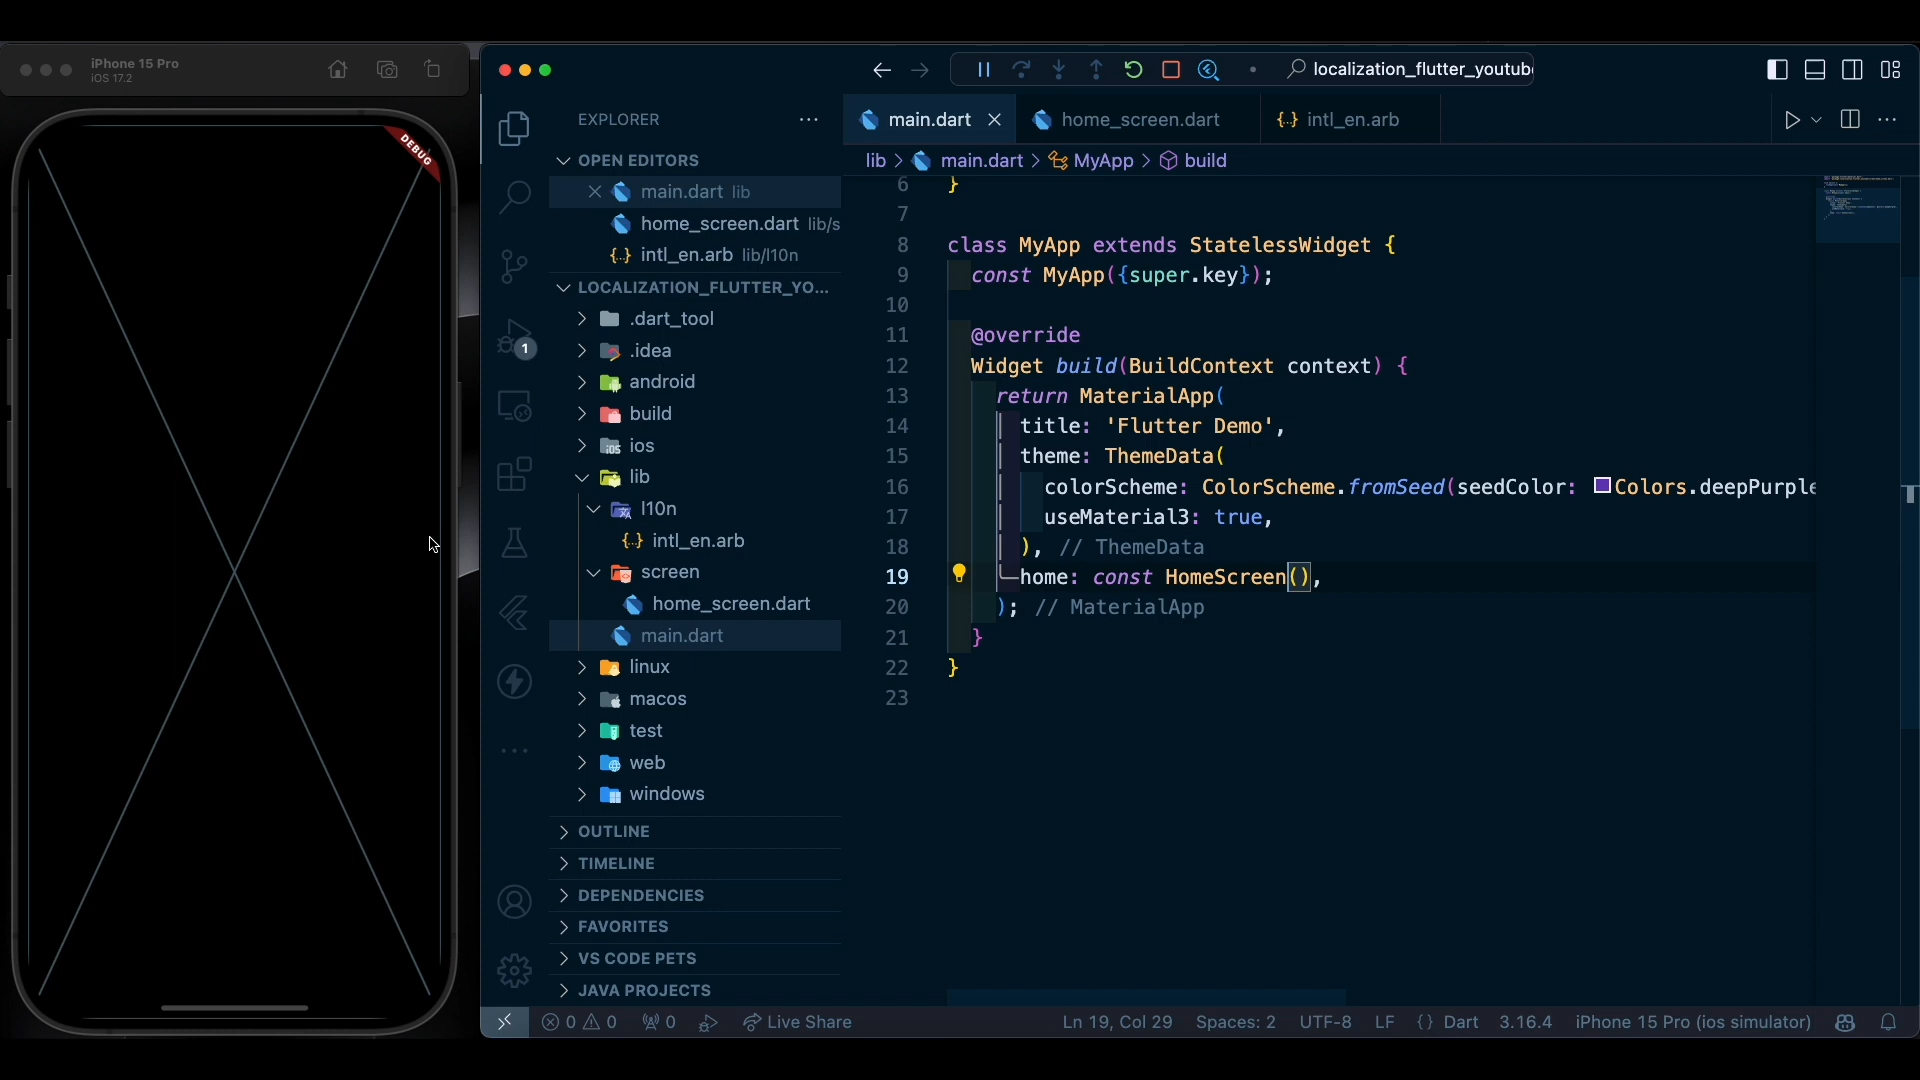 iPhone 15 Pro
iOS 17.2
DEBUG
localization_flutter_youtub
EXPLORER
OPEN EDITORS
main.dart lib
home_screen.dart lib/s
intl_en.arb lib/l10n
LOCALIZATION_FLUTTER_YO...
.dart_tool
.idea
android
build
ios
lib
l10n
intl_en.arb
screen
home_screen.dart
main.dart
linux
macos
test
web
windows
OUTLINE
TIMELINE
DEPENDENCIES
FAVORITES
VS CODE PETS
JAVA PROJECTS
1
main.dart
home_screen.dart
{..} intl_en.arb
lib > main.dart > MyApp > build
6 }
7
8 class MyApp extends StatelessWidget {
9 const MyApp({super.key});
10
11 @override
12 Widget build(BuildContext context) {
13 return MaterialApp(
14 title: 'Flutter Demo',
15 theme: ThemeData(
16 colorScheme: ColorScheme.fromSeed(seedColor: Colors.deepPurple
17 useMaterial3: true,
18 ), // ThemeData
19 home: const HomeScreen(),
20 ); // MaterialApp
21 }
22 }
23
0 0 0 Live Share Ln 19, Col 29 Spaces: 2 UTF-8 LF {} Dart 3.16.4 iPhone 15 Pro (ios simulator)